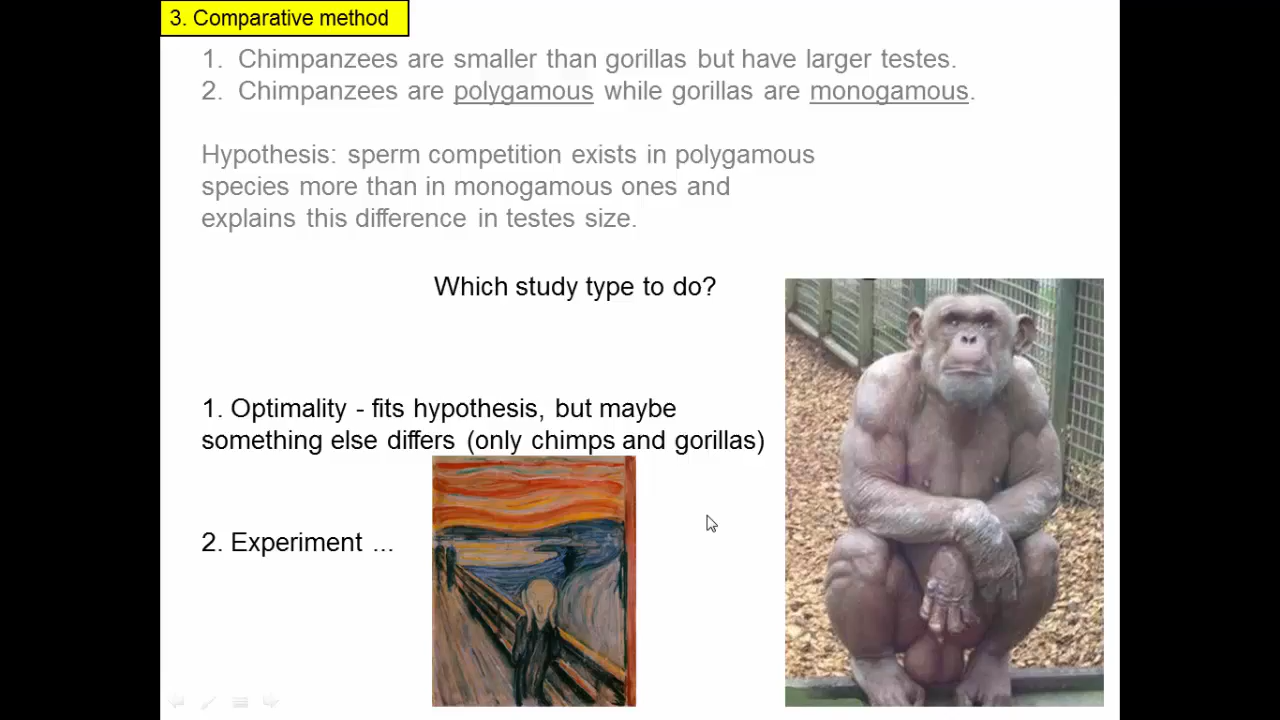 3. Comparative method
1. Chimpanzees are smaller than gorillas but have larger testes.
2. Chimpanzees are polygamous while gorillas are monogamous.
Hypothesis: sperm competition exists in polygamous
species more than in monogamous ones and
explains this difference in testes size.
Which study type to do?
1. Optimality - fits hypothesis, but maybe
something else differs (only chimps and gorillas)
2. Experiment ...